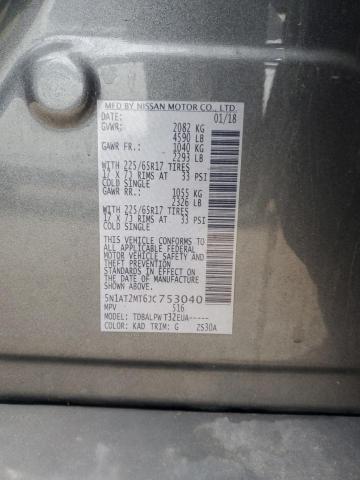 MFD BY NISSAN MOTOR CO., LTD.
DATE: 01/18
GVWR: 2082 KG
4590 LB
GAWR FR.: 1040 KG
2293 LB
WITH 225/65R17 TIRES
17 X 7J RIMS AT 33 PSI
COLD SINGLE
GAWR RR.: 1055 KG
2326 LB
WITH 225/65R17 TIRES
17 X 7J RIMS AT 33 PSI
COLD SINGLE
THIS VEHICLE CONFORMS TO ALL
APPLICABLE FEDERAL MOTOR
VEHICLE SAFETY, BUMPER, AND
THEFT PREVENTION STANDARDS
IN EFFECT ON THE DATE OF
MANUFACTURE SHOWN ABOVE.
5N1AT2MT6JC753040
MPV 516
MODEL: TDBALPWT32EUA-----
COLOR: KAD TRIM: G ZS30A